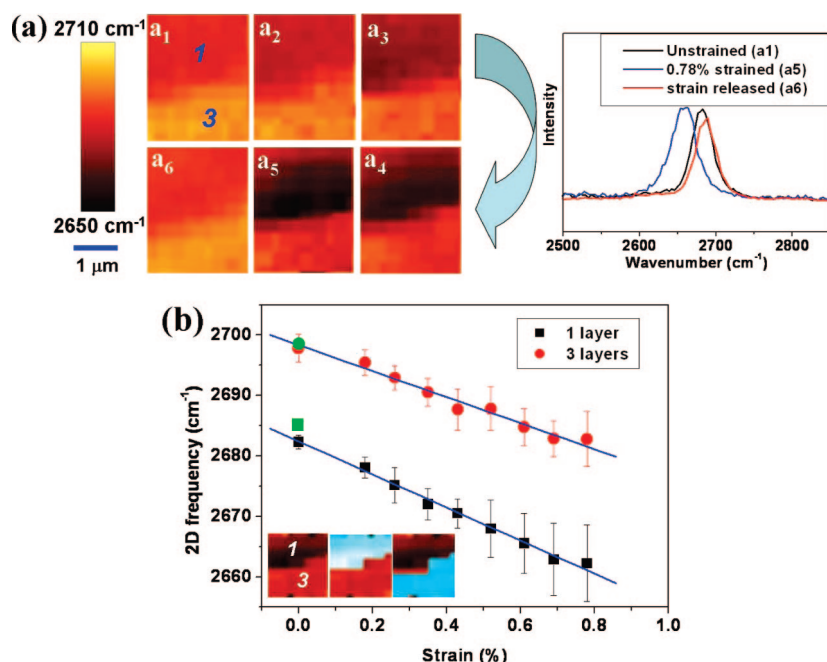 (a)
2710 cm⁻¹
2650 cm⁻¹
1 μm
a₁
a₂
a₃
1
3
a₆
a₅
a₄
Intensity
Unstrained (a1)
0.78% strained (a5)
strain released (a6)
2500 2600 2700 2800
Wavenumber (cm⁻¹)
(b)
2D frequency (cm⁻¹)
2700
2690
2680
2670
2660
1 layer
3 layers
1
3
0.0 0.2 0.4 0.6 0.8 1.0
Strain (%)